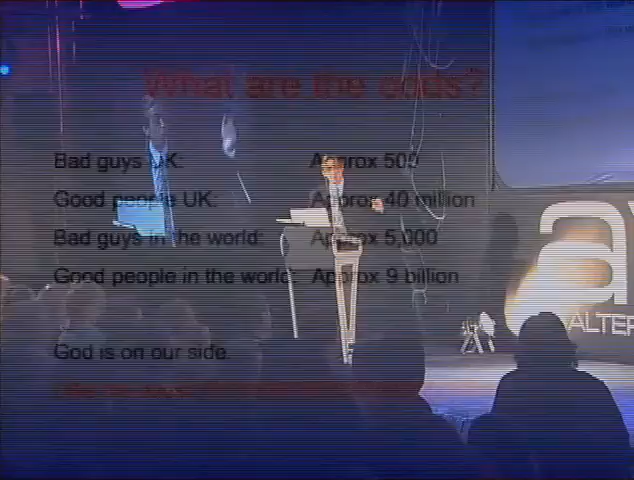 What are the odds?
Bad guys UK: Approx 500
Good people UK: Approx 40 million
Bad guys in the world: Approx 5,000
Good people in the world: Approx 9 billion
God is on our side.
ALTER